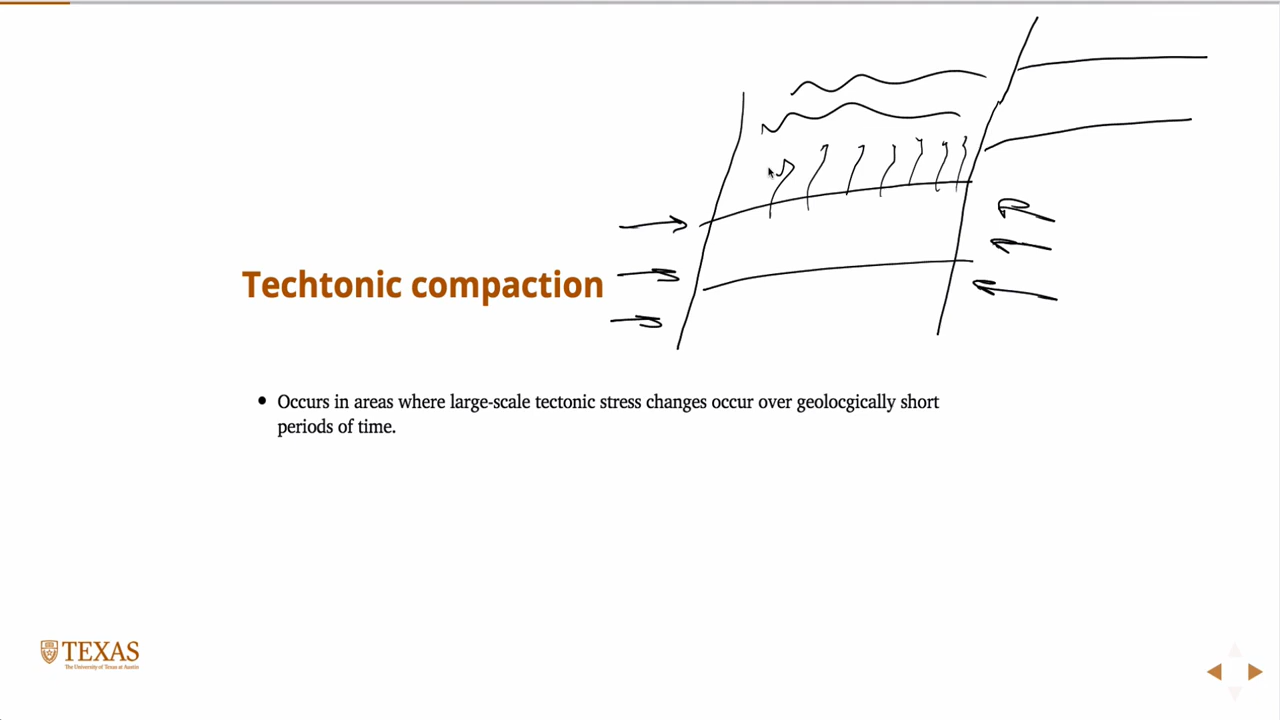 Techtonic compaction
• Occurs in areas where large-scale tectonic stress changes occur over geolocgically short
periods of time.
TEXAS
The University of Texas at Austin